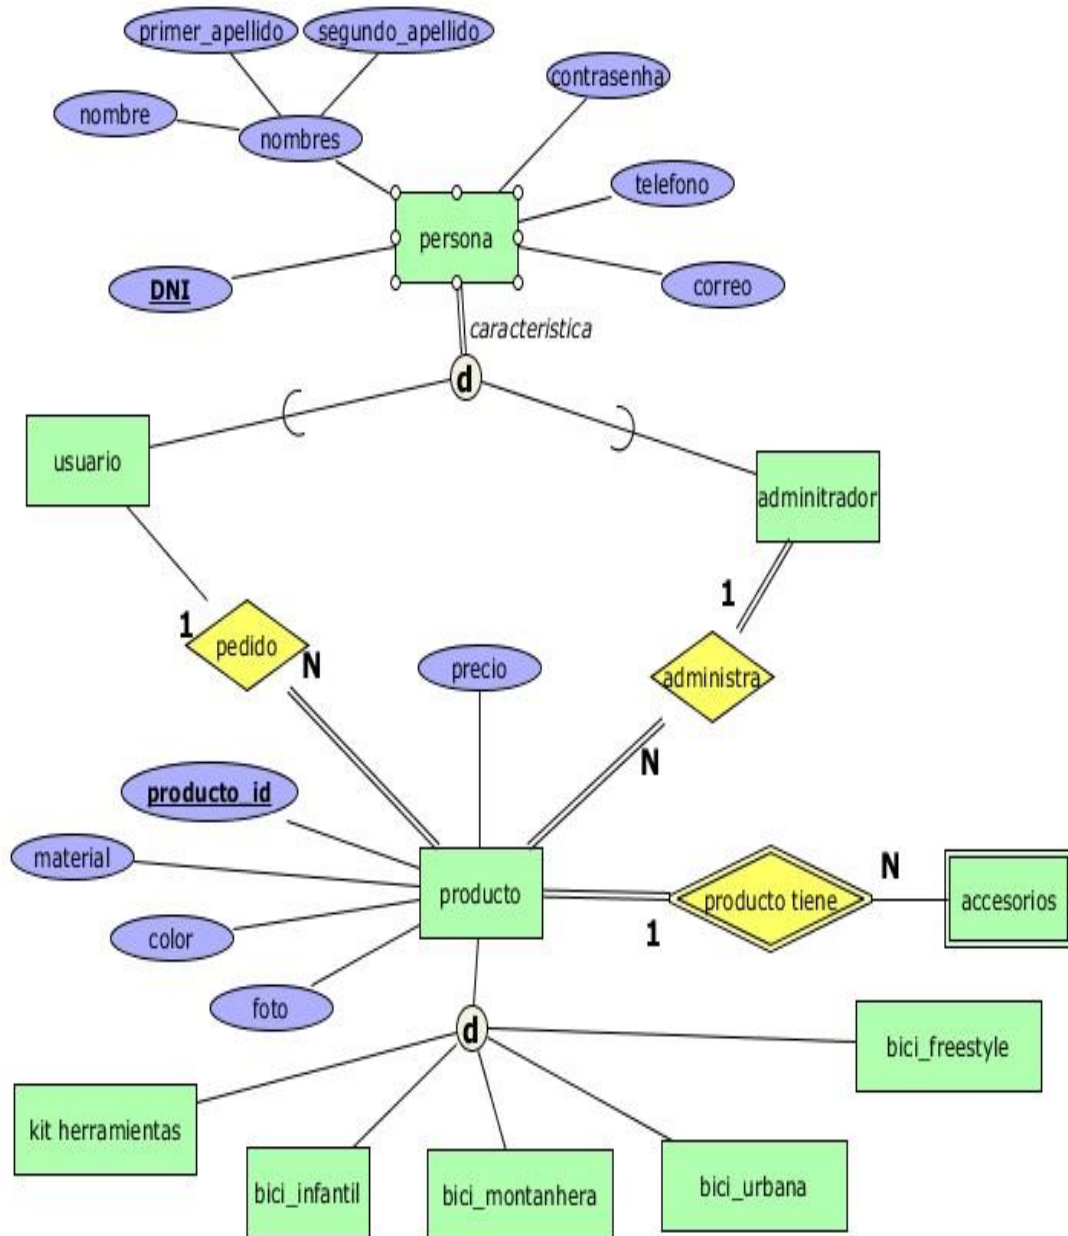 primer_apellido
segundo_apellido
contrasenha
nombre
nombres
telefono
persona
DNI
correo
caracteristica
d
usuario
adminitrador
1
1
pedido
N
precio
administra
N
producto_id
material
producto
N
producto tiene
accesorios
1
color
foto
d
bici_freestyle
kit herramientas
bici_infantil
bici_montanhera
bici_urbana